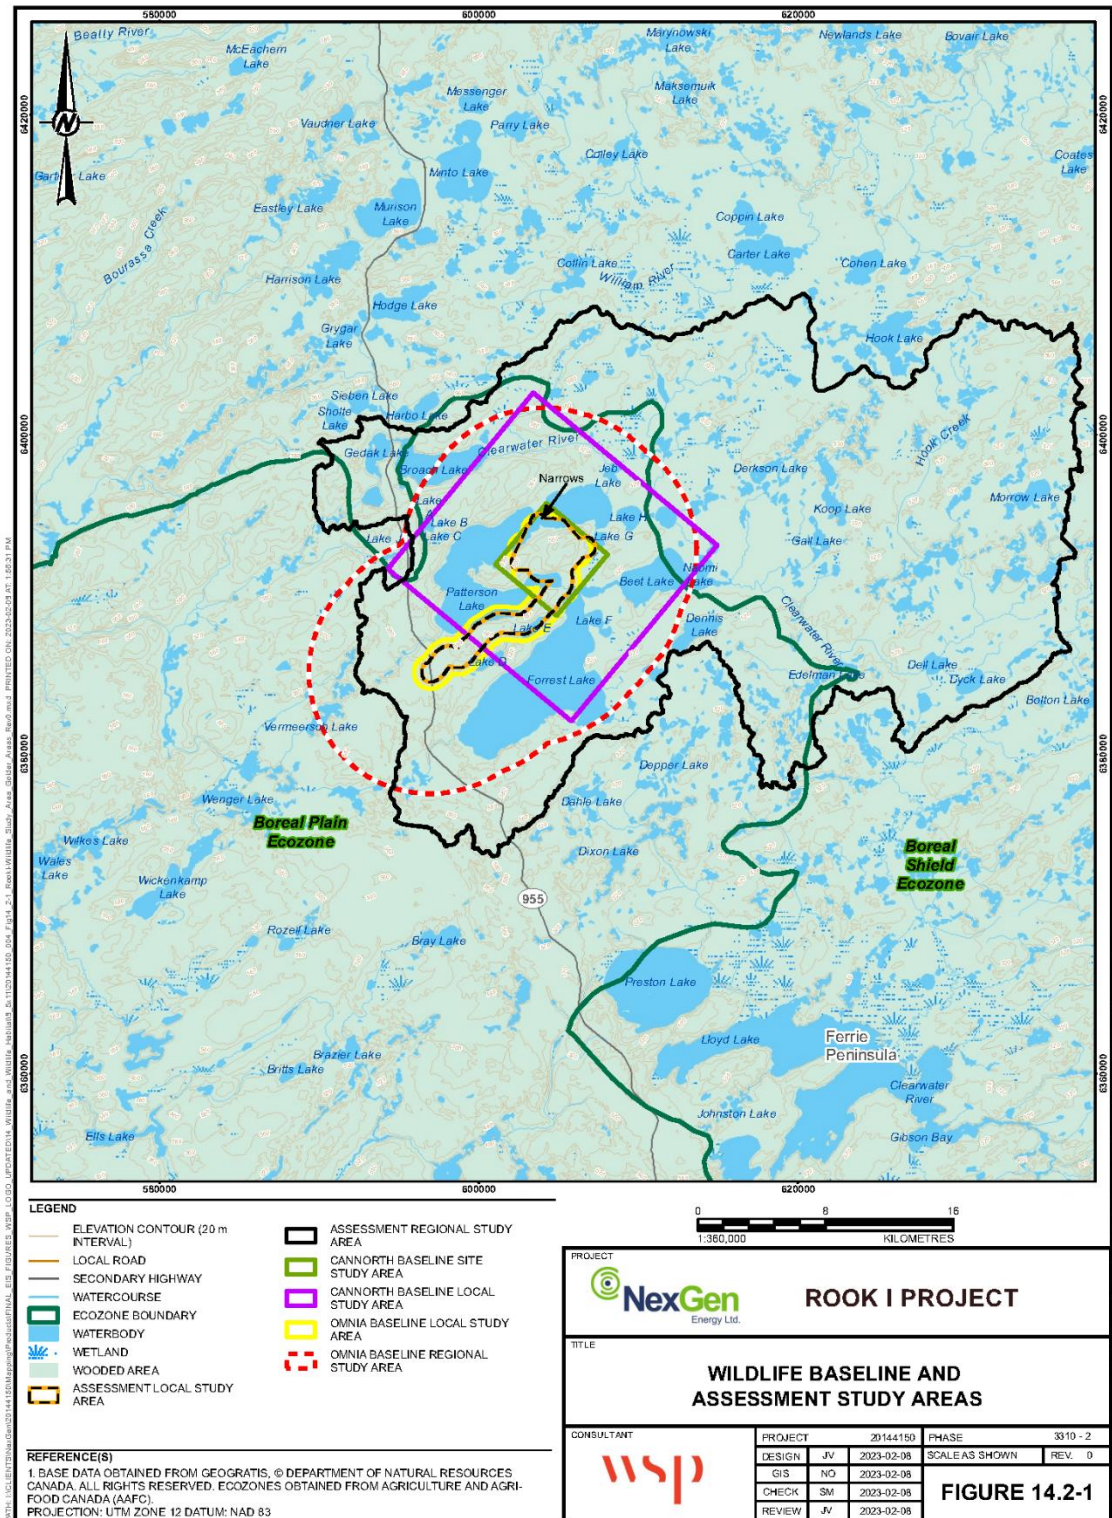 580000
600000
620000
Beatty River
McEachern
Lake
Marynowski
Lake
Newlands Lake
Bovair Lake
Messenger
Lake
Maksemuik
Lake
6420000
N
6420000
Vaudner Lake
Parry Lake
Culley Lake
Coates
Lake
Minto Lake
Eastley Lake
Murison
Lake
Coppin Lake
Bourassa Creek
Carter Lake
Cohen Lake
Harrison Lake
Collin Lake
William River
Hodge Lake
Grygar
Lake
Hook Lake
Sieben Lake
Sholte
Lake
Harbo Lake
6400000
6400000
Clearwater River
Hook Creek
Gedak Lake
Broach Lake
Jeb
Lake
Derkson Lake
Narrows
Morrow Lake
Lake
A
Lake B
Lake H
Koop Lake
Lake C
Lake G
Gall Lake
Lake J
Naomi
Lake
Beet Lake
Patterson
Lake
Clearwater River
Lake E
Lake F
Dennis
Lake
Lake D
Dell Lake
Edelman Lake
Dyck Lake
Forrest Lake
Bolton Lake
Vermeerson Lake
6380000
6380000
Depper Lake
Wenger Lake
Dahle Lake
Boreal Plain
Ecozone
Wilkes Lake
Dixon Lake
Boreal
Shield
Ecozone
Wales
Lake
Wickenkamp
Lake
955
Rozell Lake
Bray Lake
Preston Lake
Ferrie
Peninsula
Lloyd Lake
Brazier Lake
Britts Lake
6360000
6360000
Clearwater
River
Johnston Lake
Ells Lake
Gibson Bay
580000
600000
620000
LEGEND
ELEVATION CONTOUR (20 m
INTERVAL)
LOCAL ROAD
SECONDARY HIGHWAY
WATERCOURSE
ECOZONE BOUNDARY
WATERBODY
WETLAND
WOODED AREA
ASSESSMENT LOCAL STUDY
AREA
ASSESSMENT REGIONAL STUDY
AREA
CANNORTH BASELINE SITE
STUDY AREA
CANNORTH BASELINE LOCAL
STUDY AREA
OMNIA BASELINE LOCAL STUDY
AREA
OMNIA BASELINE REGIONAL
STUDY AREA
0 8 16
1:360,000 KILOMETRES
REFERENCE(S)
1. BASE DATA OBTAINED FROM GEOGRATIS, © DEPARTMENT OF NATURAL RESOURCES
CANADA. ALL RIGHTS RESERVED. ECOZONES OBTAINED FROM AGRICULTURE AND AGRI-
FOOD CANADA (AAFC).
PROJECTION: UTM ZONE 12 DATUM: NAD 83
PROJECT
NexGen
Energy Ltd.
ROOK I PROJECT
TITLE
WILDLIFE BASELINE AND
ASSESSMENT STUDY AREAS
CONSULTANT
wsp
PROJECT 20144150 PHASE 3310 - 2
DESIGN JV 2023-02-08 SCALE AS SHOWN REV. 0
GIS NO 2023-02-08
CHECK SM 2023-02-08
REVIEW JV 2023-02-08
FIGURE 14.2-1